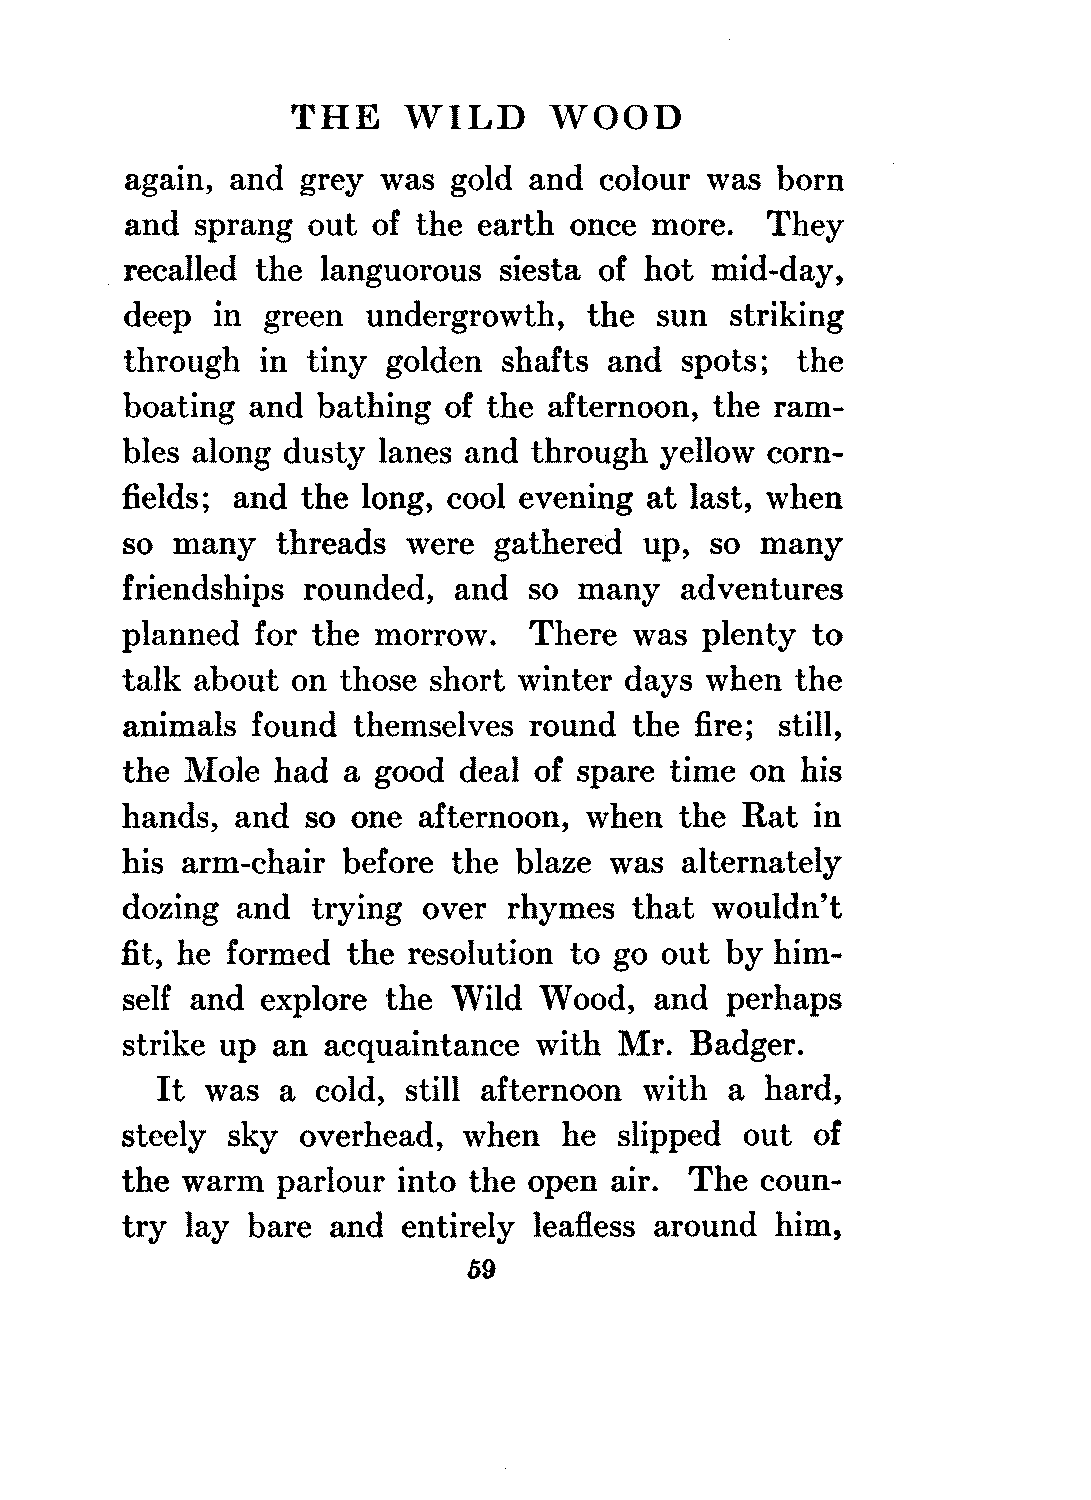 THE WILD WOOD
again, and grey was gold and colour was born
and sprang out of the earth once more. They
recalled the languorous siesta of hot mid-day,
deep in green undergrowth, the sun striking
through in tiny golden shafts and spots; the
boating and bathing of the afternoon, the ram-
bles along dusty lanes and through yellow corn-
fields; and the long, cool evening at last, when
so many threads were gathered up, so many
friendships rounded, and so many adventures
planned for the morrow. There was plenty to
talk about on those short winter days when the
animals found themselves round the fire; still,
the Mole had a good deal of spare time on his
hands, and so one afternoon, when the Rat in
his arm-chair before the blaze was alternately
dozing and trying over rhymes that wouldn't
fit, he formed the resolution to go out by him-
self and explore the Wild Wood, and perhaps
strike up an acquaintance with Mr. Badger.
It was a cold, still afternoon with a hard,
steely sky overhead, when he slipped out of
the warm parlour into the open air. The coun-
try lay bare and entirely leafless around him,
59